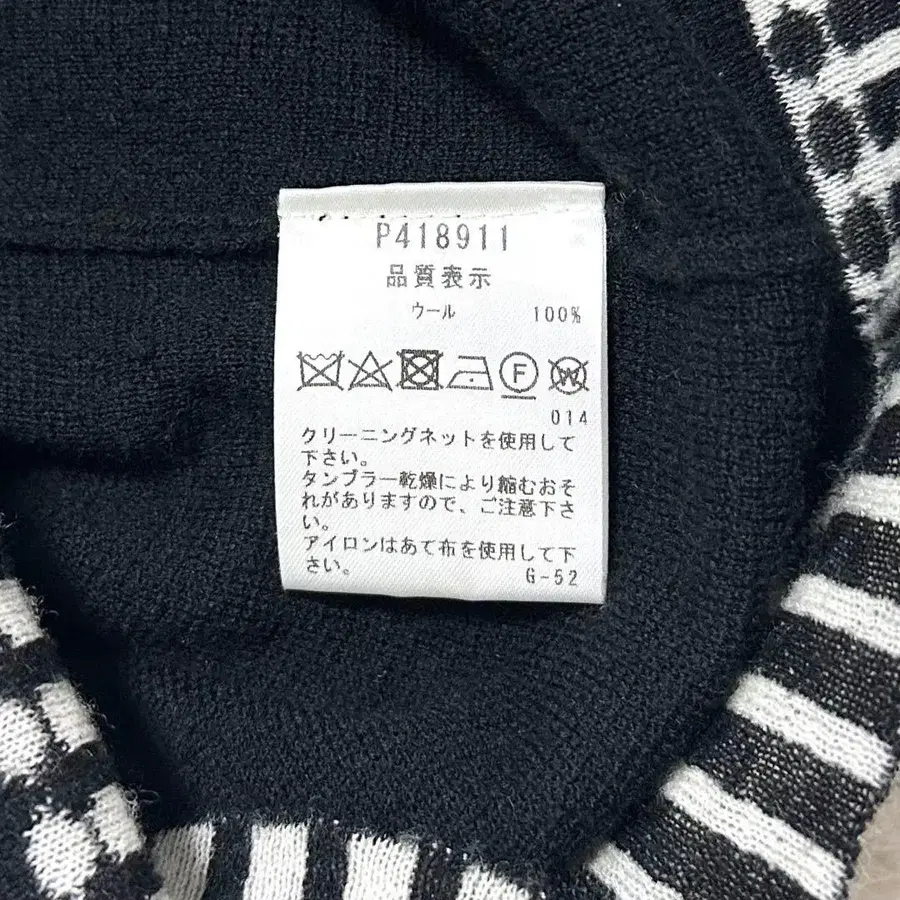 P418911
品質表示
ウール 100%
F W
014
クリーニングネットを使用して
下さい。
タンブラー乾燥により縮むおそ
れがありますので、ご注意下さ
い。
アイロンはあて布を使用して下
さい。 G-52